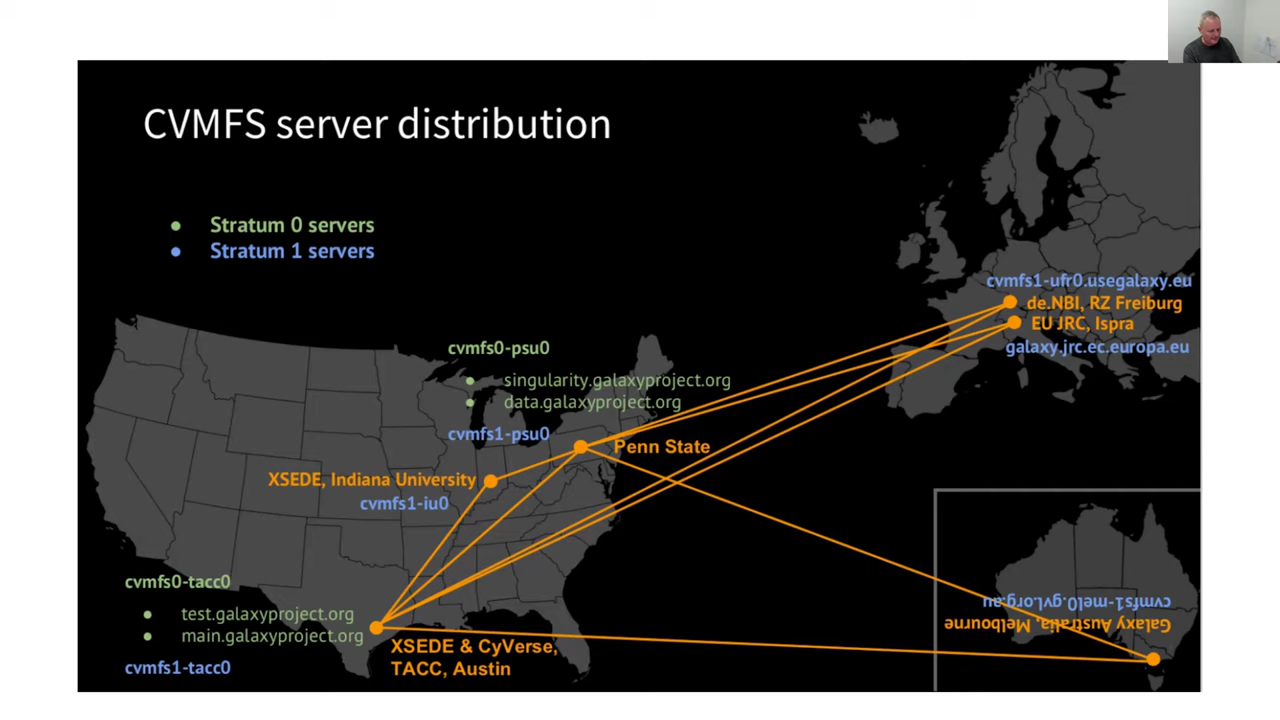 CVMFS server distribution
● Stratum 0 servers
● Stratum 1 servers
cvmfs1-ufr0.usegalaxy.eu
de.NBI, RZ Freiburg
EU JRC, Ispra
galaxy.jrc.ec.europa.eu
cvmfs0-psu0
● singularity.galaxyproject.org
● data.galaxyproject.org
cvmfs1-psu0
Penn State
XSEDE, Indiana University
cvmfs1-iu0
cvmfs0-tacc0
● test.galaxyproject.org
● main.galaxyproject.org
cvmfs1-tacc0
XSEDE & CyVerse,
TACC, Austin
Galaxy Australia, Melbourne
cvmfs1-mel0.gvl.org.au